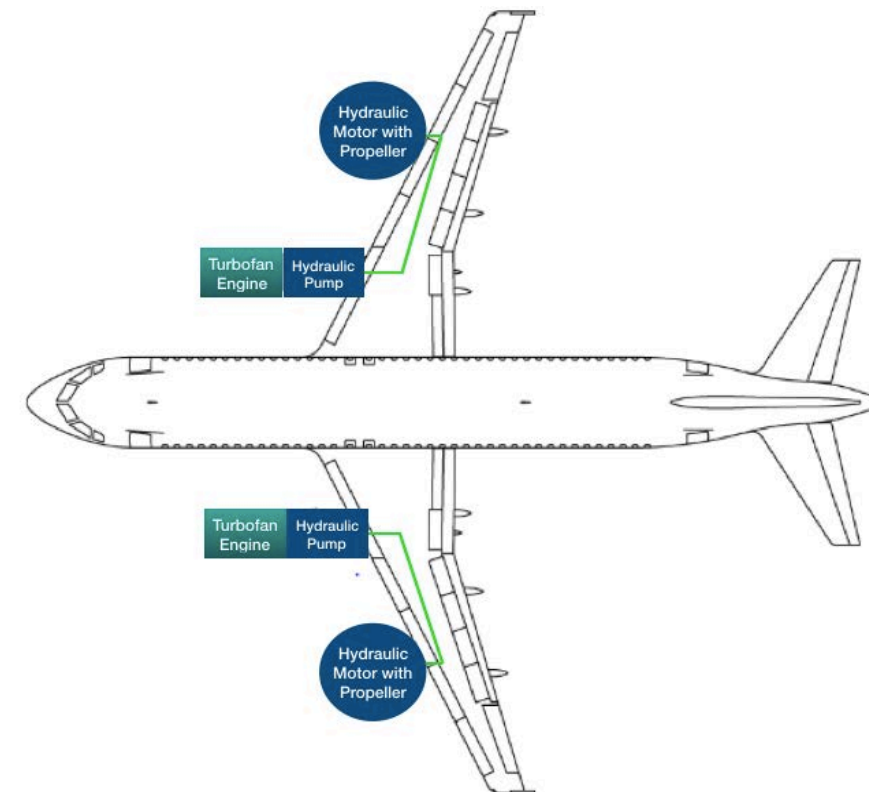 Hydraulic
Motor with
Propeller
Turbofan
Engine
Hydraulic
Pump
Turbofan
Engine
Hydraulic
Pump
Hydraulic
Motor with
Propeller